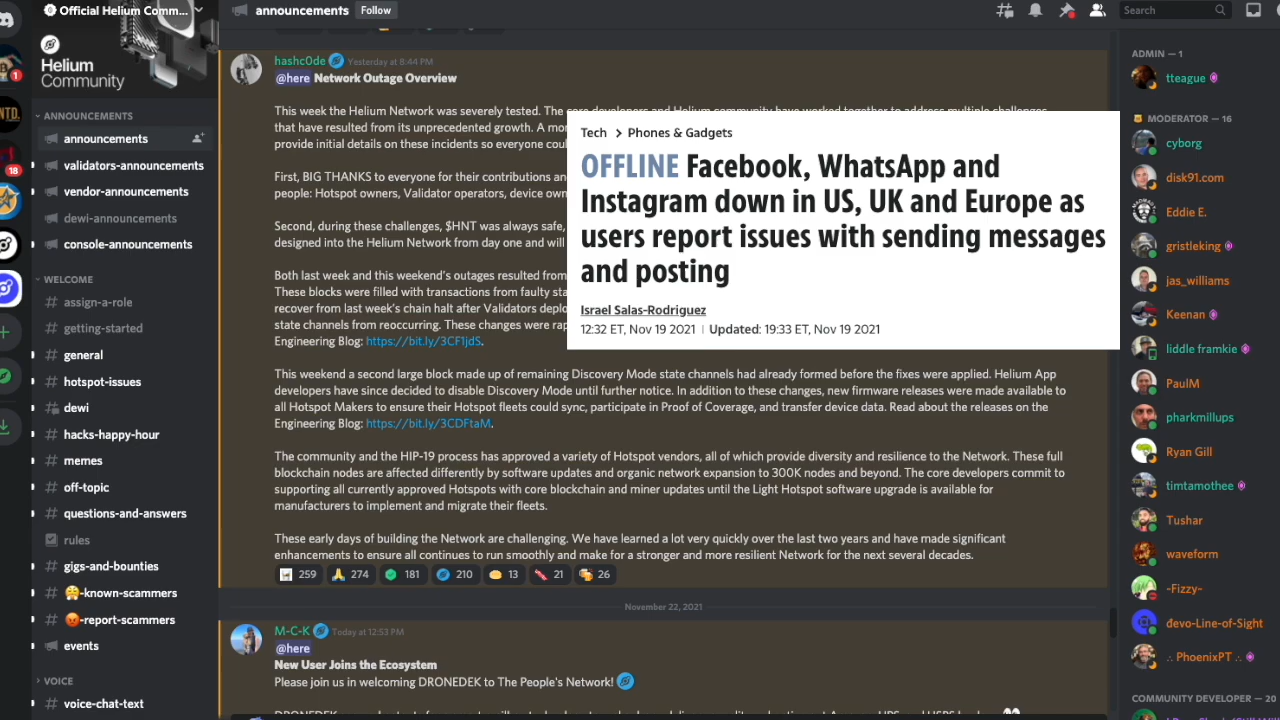 Official Helium Comm...
announcements
Follow
Search
Helium
Community
ANNOUNCEMENTS
announcements
validators-announcements
vendor-announcements
dewi-announcements
console-announcements
WELCOME
assign-a-role
getting-started
general
hotspot-issues
dewi
hacks-happy-hour
memes
off-topic
questions-and-answers
rules
gigs-and-bounties
😤-known-scammers
😡-report-scammers
events
VOICE
voice-chat-text
1
18
hashc0de Yesterday at 8:44 PM
@here Network Outage Overview
This week the Helium Network was severely tested. The core developers and Helium community have worked together to address multiple challenges
that have resulted from its unprecedented growth. A mor
provide initial details on these incidents so everyone coul
First, BIG THANKS to everyone for their contributions and
people: Hotspot owners, Validator operators, device own
Second, during these challenges, $HNT was always safe,
designed into the Helium Network from day one and will
Both last week and this weekend's outages resulted from
These blocks were filled with transactions from faulty sta
recover from last week's chain halt after Validators deplo
state channels from reoccurring. These changes were rap
Engineering Blog: https://bit.ly/3CF1jdS.
This weekend a second large block made up of remaining Discovery Mode state channels had already formed before the fixes were applied. Helium App
developers have since decided to disable Discovery Mode until further notice. In addition to these changes, new firmware releases were made available to
all Hotspot Makers to ensure their Hotspot fleets could sync, participate in Proof of Coverage, and transfer device data. Read about the releases on the
Engineering Blog: https://bit.ly/3CDFtaM.
The community and the HIP-19 process has approved a variety of Hotspot vendors, all of which provide diversity and resilience to the Network. These full
blockchain nodes are affected differently by software updates and organic network expansion to 300K nodes and beyond. The core developers commit to
supporting all currently approved Hotspots with core blockchain and miner updates until the Light Hotspot software upgrade is available for
manufacturers to implement and migrate their fleets.
These early days of building the Network are challenging. We have learned a lot very quickly over the last two years and have made significant
enhancements to ensure all continues to run smoothly and make for a stronger and more resilient Network for the next several decades.
259 274 181 210 13 21 26
November 22, 2021
M-C-K Today at 12:53 PM
@here
New User Joins the Ecosystem
Please join us in welcoming DRONEDEK to The People's Network!
Tech > Phones & Gadgets
OFFLINE Facebook, WhatsApp and
Instagram down in US, UK and Europe as
users report issues with sending messages
and posting
Israel Salas-Rodriguez
12:32 ET, Nov 19 2021 | Updated: 19:33 ET, Nov 19 2021
ADMIN — 1
tteague
MODERATOR — 16
cyborg
disk91.com
Eddie E.
gristleking
jas_williams
Keenan
liddle framkie
PaulM
pharkmillups
Ryan Gill
timtamothee
Tushar
waveform
-Fizzy-
devo-Line-of-Sight
.:. PhoenixPT .:.
COMMUNITY DEVELOPER — 20